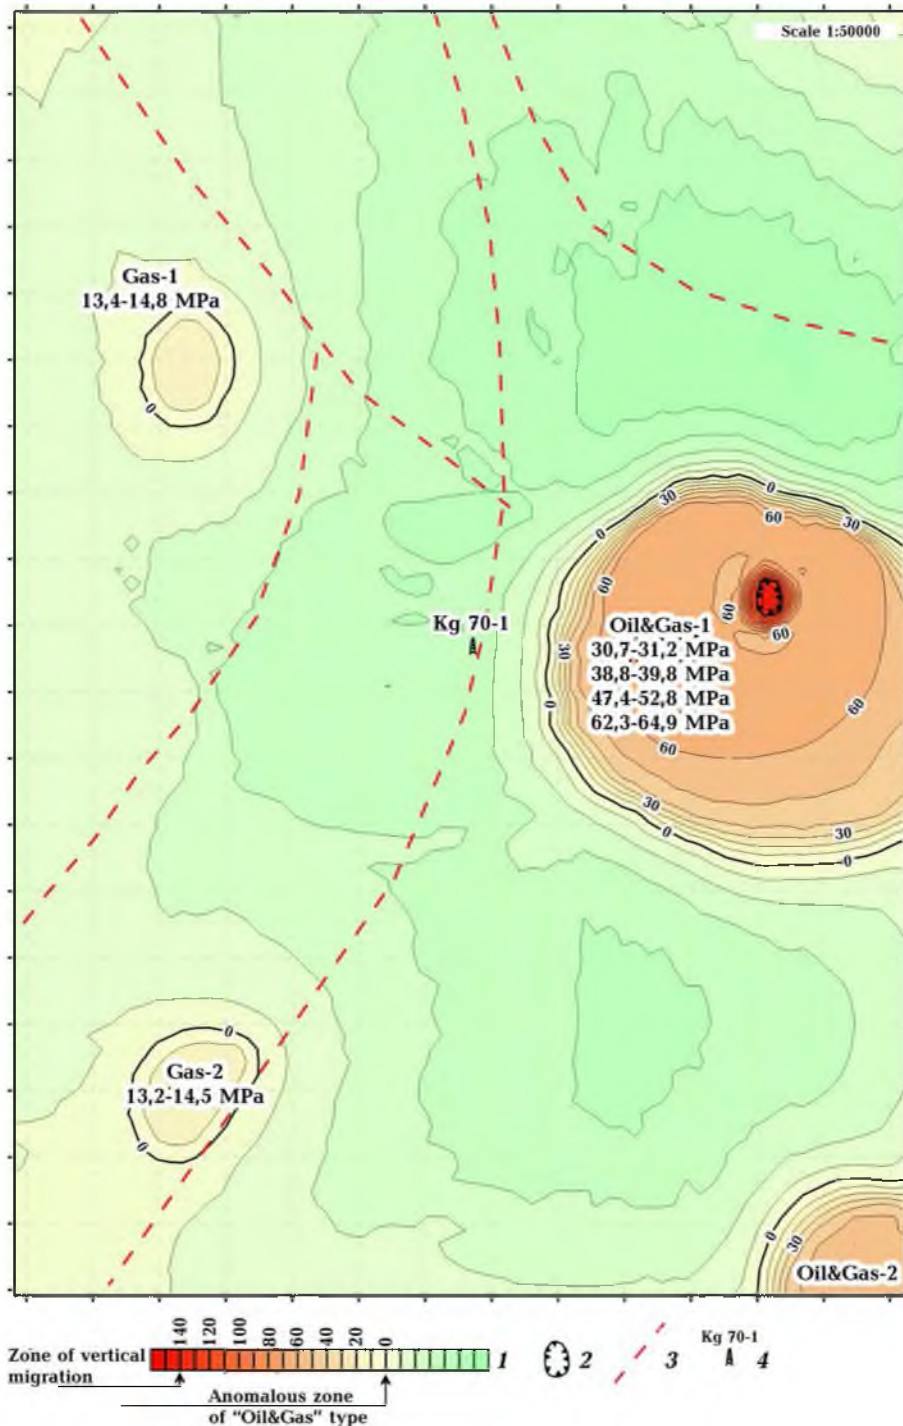 Scale 1:50000
Gas-1
13,4-14,8 MPa
0
0
30
60
30
0
60
60
60
Kg 70-1
Oil&Gas-1
30,7-31,2 MPa
38,8-39,8 MPa
47,4-52,8 MPa
62,3-64,9 MPa
30
0
60
60
30
0
30
0
0
Gas-2
13,2-14,5 MPa
0
0
30
Oil&Gas-2
140 120 100 80 60 40 20 0
Kg 70-1
Zone of vertical
migration
1 2 3 4
Anomalous zone
of "Oil&Gas" type